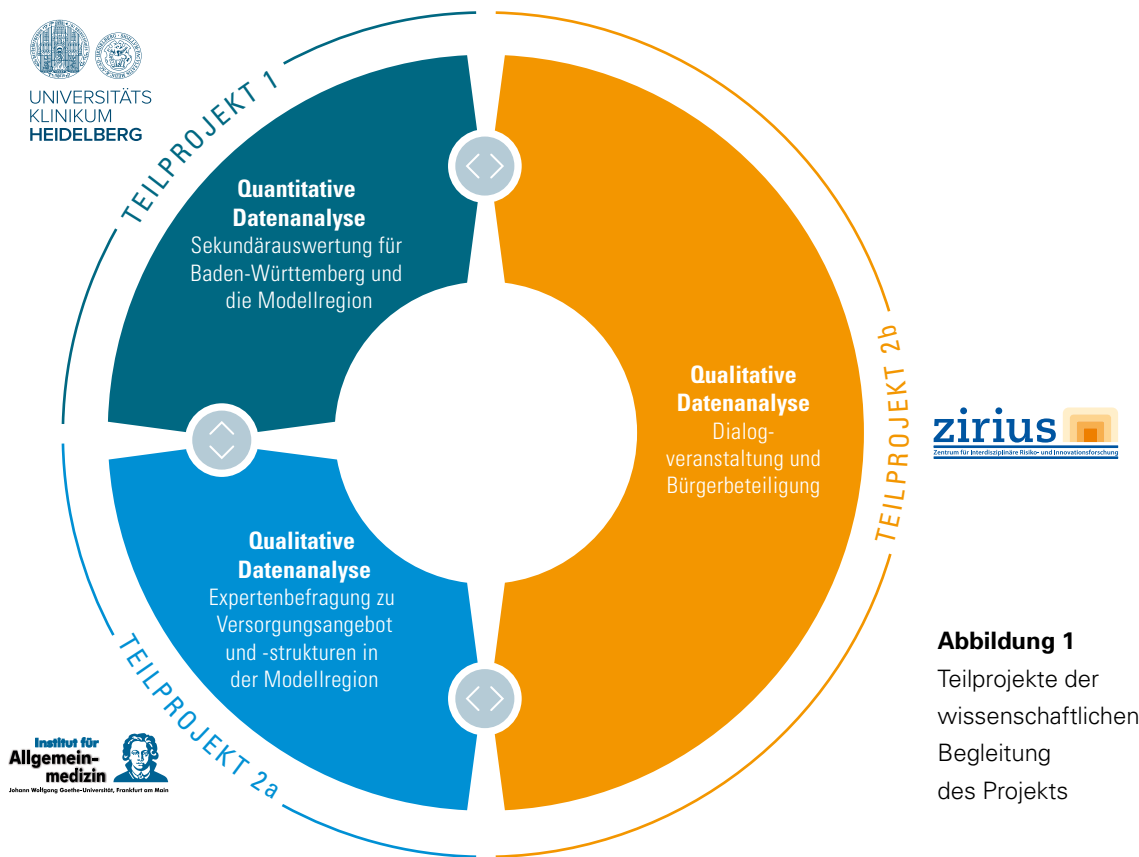 UNIVERSITÄTS
KLINIKUM
HEIDELBERG
TEILPROJEKT 1
Quantitative
Datenanalyse
Sekundärauswertung für
Baden-Württemberg und
die Modellregion
Qualitative
Datenanalyse
Dialog-
veranstaltung und
Bürgerbeteiligung
TEILPROJEKT 2b
zirius
Zentrum für Interdisziplinäre Risiko- und Innovationsforschung
Qualitative
Datenanalyse
Expertenbefragung zu
Versorgungsangebot
und -strukturen in
der Modellregion
TEILPROJEKT 2a
Institut für
Allgemein-
medizin
Johann Wolfgang Goethe-Universität, Frankfurt am Main
Abbildung 1
Teilprojekte der
wissenschaftlichen
Begleitung
des Projekts